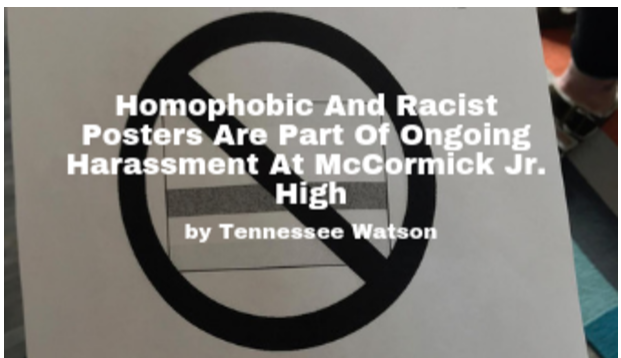 Homophobic And Racist
Posters Are Part Of Ongoing
Harassment At McCormick Jr.
High
by Tennessee Watson